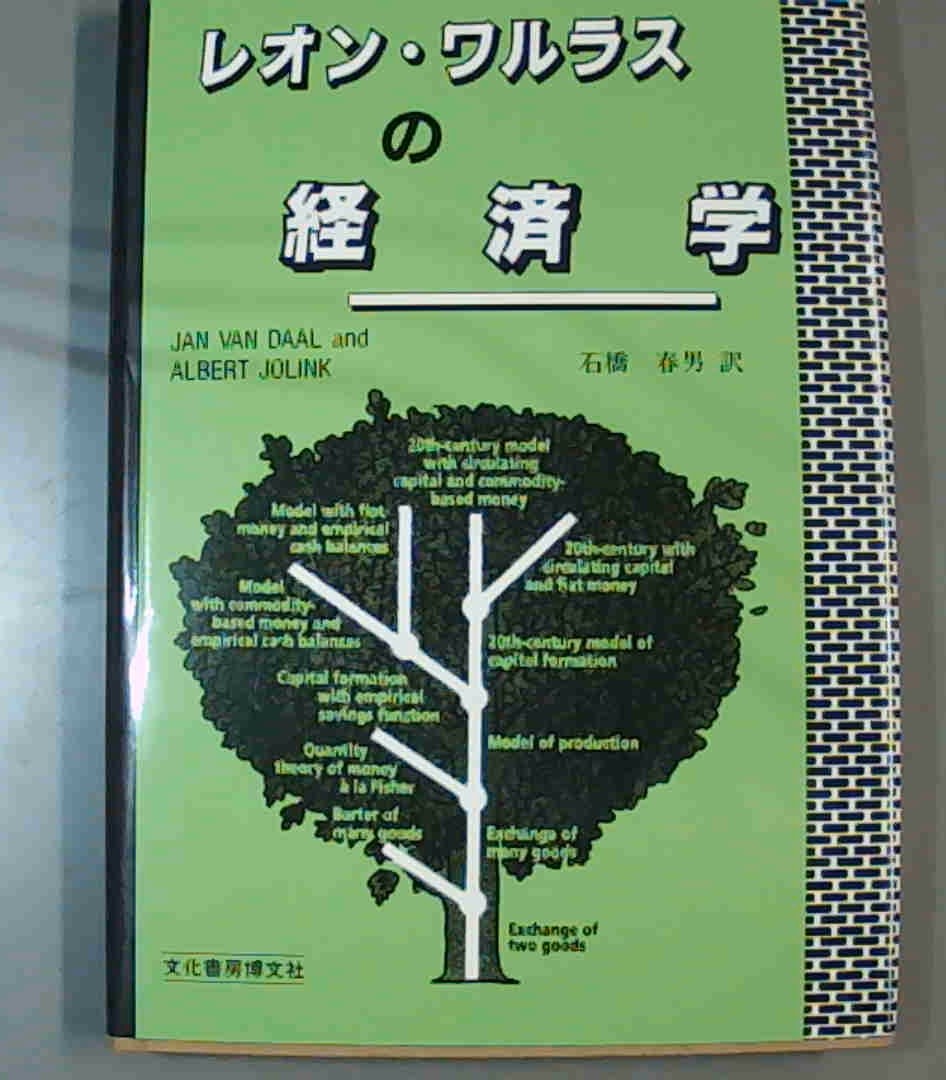 レオン・ワルラス
の
経済学
JAN VAN DAAL and
ALBERT JOLINK
石橋 春男 訳
20th-century model
with circulating
capital and commodity-
based money
Model with fiat
money and empirical
cash balances
20th-century with
circulating capital
and fiat money
Model
with commodity-
based money and
empirical cash balances
20th-century model of
capital formation
Capital formation
with empirical
savings function
Model of production
Quantity
theory of money
à la Fisher
Barter of
many goods
Exchange of
many goods
Exchange of
two goods
文化書房博文社